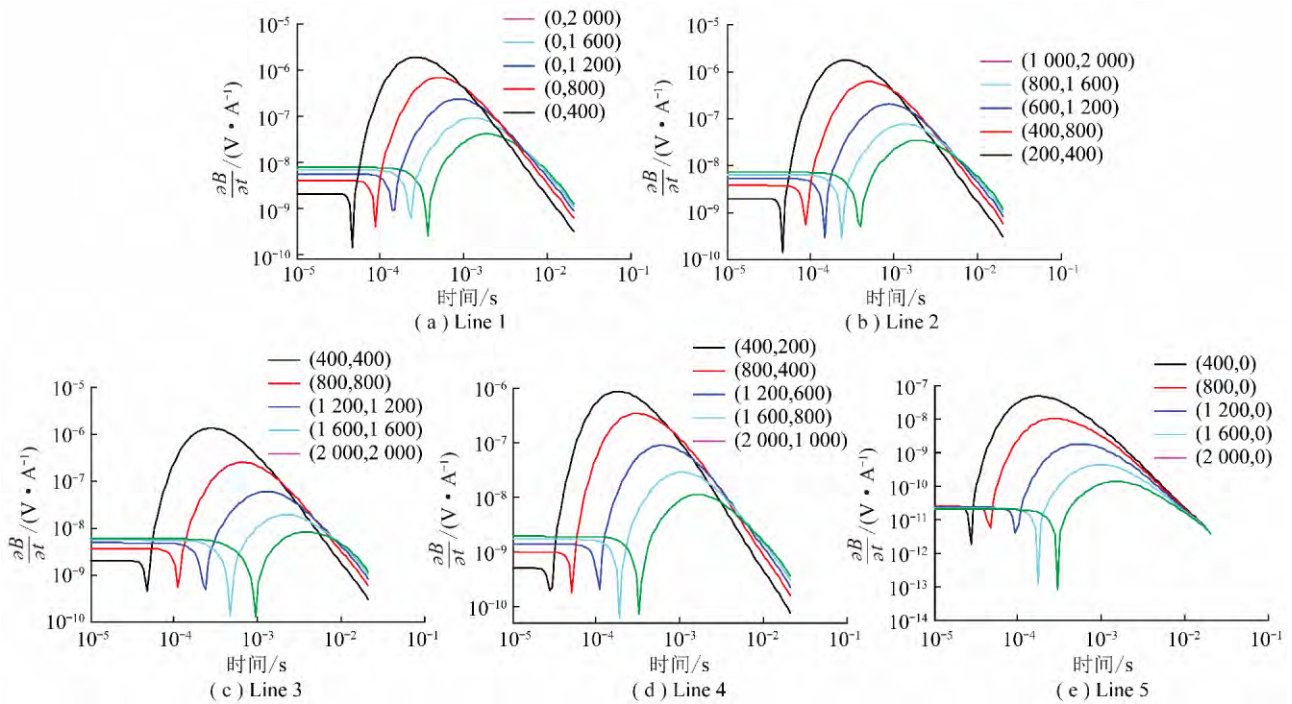 10⁻⁵
10⁻⁶
10⁻⁷
10⁻⁸
10⁻⁹
10⁻¹⁰
∂B/∂t /(V·A⁻¹)
(0,2 000)
(0,1 600)
(0,1 200)
(0,800)
(0,400)
10⁻⁵ 10⁻⁴ 10⁻³ 10⁻² 10⁻¹
时间/s
(a) Line 1
10⁻⁵
10⁻⁶
10⁻⁷
10⁻⁸
10⁻⁹
10⁻¹⁰
∂B/∂t /(V·A⁻¹)
(1 000,2 000)
(800,1 600)
(600,1 200)
(400,800)
(200,400)
10⁻⁵ 10⁻⁴ 10⁻³ 10⁻² 10⁻¹
时间/s
(b) Line 2
10⁻⁵
10⁻⁶
10⁻⁷
10⁻⁸
10⁻⁹
10⁻¹⁰
∂B/∂t /(V·A⁻¹)
(400,400)
(800,800)
(1 200,1 200)
(1 600,1 600)
(2 000,2 000)
10⁻⁵ 10⁻⁴ 10⁻³ 10⁻² 10⁻¹
时间/s
(c) Line 3
10⁻⁶
10⁻⁷
10⁻⁸
10⁻⁹
10⁻¹⁰
∂B/∂t /(V·A⁻¹)
(400,200)
(800,400)
(1 200,600)
(1 600,800)
(2 000,1 000)
10⁻⁵ 10⁻⁴ 10⁻³ 10⁻² 10⁻¹
时间/s
(d) Line 4
10⁻⁷
10⁻⁸
10⁻⁹
10⁻¹⁰
10⁻¹¹
10⁻¹²
10⁻¹³
10⁻¹⁴
∂B/∂t /(V·A⁻¹)
(400,0)
(800,0)
(1 200,0)
(1 600,0)
(2 000,0)
10⁻⁵ 10⁻⁴ 10⁻³ 10⁻² 10⁻¹
时间/s
(e) Line 5